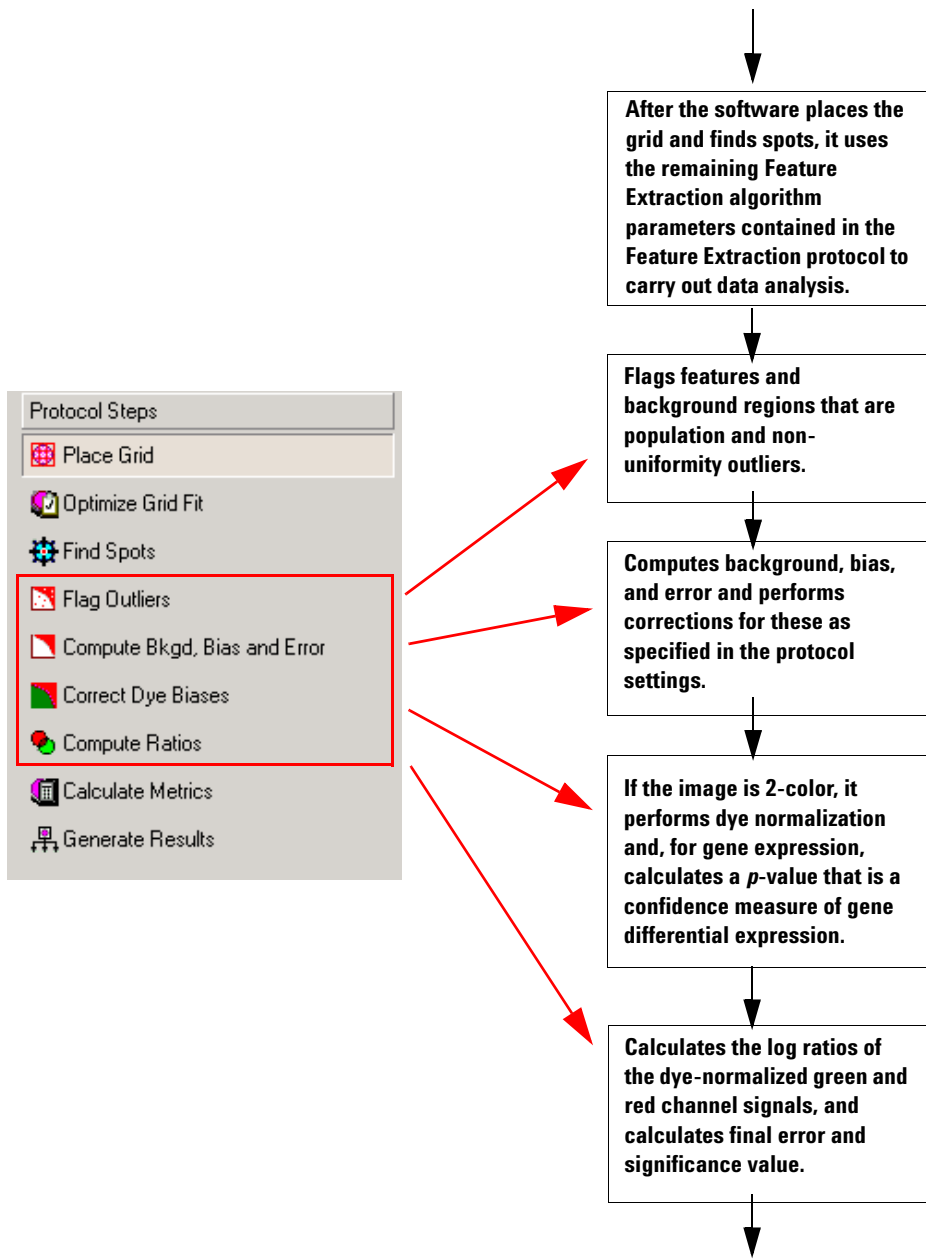 After the software places the
grid and finds spots, it uses
the remaining Feature
Extraction algorithm
parameters contained in the
Feature Extraction protocol to
carry out data analysis.
Flags features and
background regions that are
population and non-
uniformity outliers.
Protocol Steps
Place Grid
Optimize Grid Fit
Find Spots
Flag Outliers
Compute Bkgd, Bias and Error
Correct Dye Biases
Compute Ratios
Calculate Metrics
Generate Results
Computes background, bias,
and error and performs
corrections for these as
specified in the protocol
settings.
If the image is 2-color, it
performs dye normalization
and, for gene expression,
calculates a p-value that is a
confidence measure of gene
differential expression.
Calculates the log ratios of
the dye-normalized green and
red channel signals, and
calculates final error and
significance value.